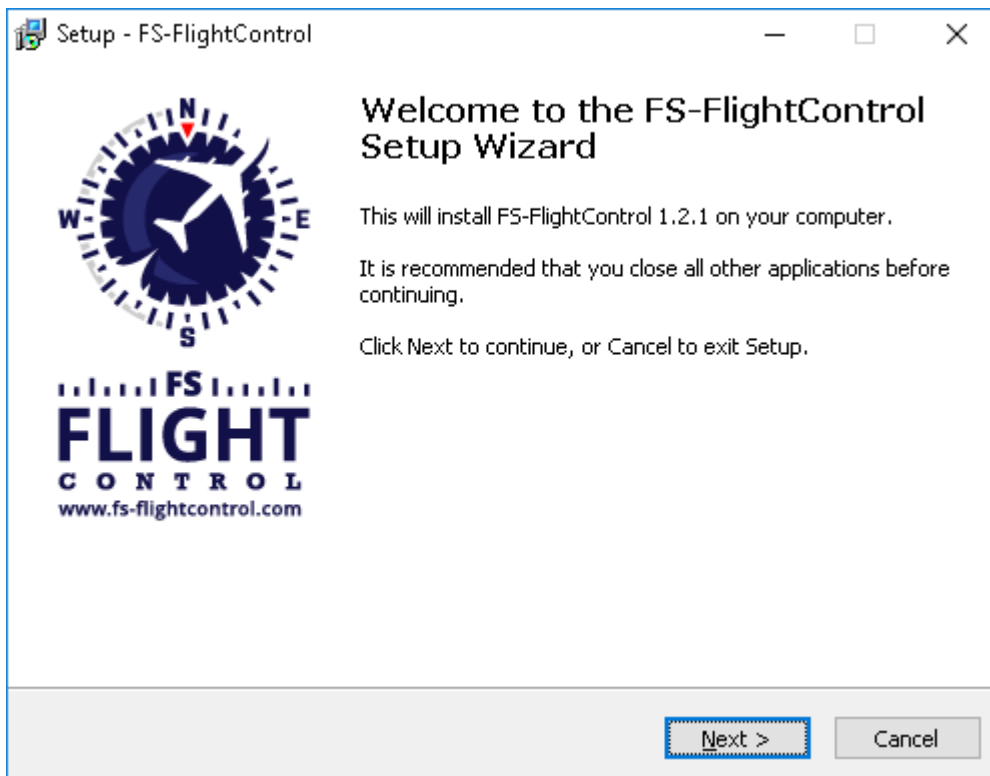 Setup - FS-FlightControl
Welcome to the FS-FlightControl
Setup Wizard
This will install FS-FlightControl 1.2.1 on your computer.
It is recommended that you close all other applications before
continuing.
Click Next to continue, or Cancel to exit Setup.
N
W
E
S
FS
FLIGHT
CONTROL
www.fs-flightcontrol.com
Next >
Cancel